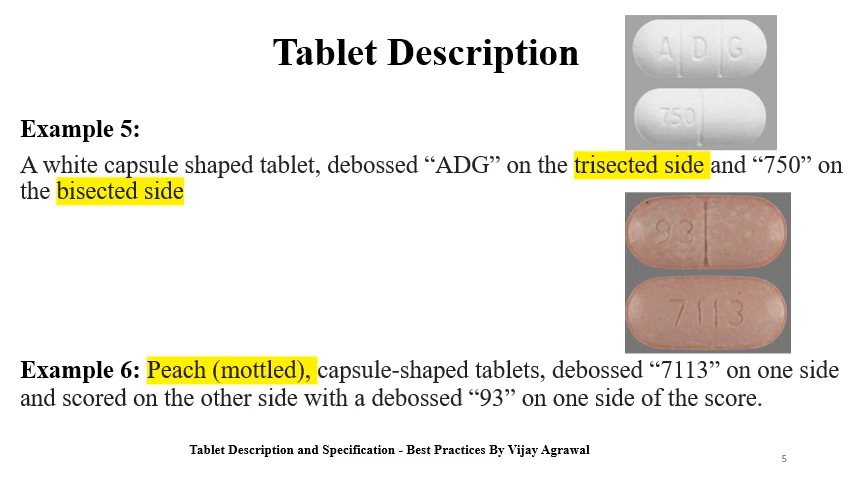 Tablet Description
A D G
750
Example 5:
A white capsule shaped tablet, debossed “ADG” on the trisected side and “750” on
the bisected side
93
7113
Example 6: Peach (mottled), capsule-shaped tablets, debossed “7113” on one side
and scored on the other side with a debossed “93” on one side of the score.
Tablet Description and Specification - Best Practices By Vijay Agrawal
5